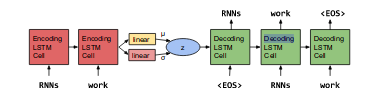 RNNs work <EOS>
Encoding LSTM Cell
Encoding LSTM Cell
linear μ
linear σ
z
Decoding LSTM Cell
Decoding LSTM Cell
Decoding LSTM Cell
RNNs work <EOS> RNNs work